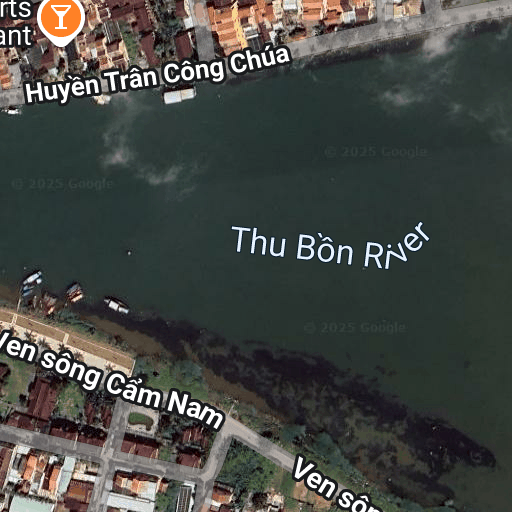 rts
ant
Huyền Trân Công Chúa
© 2025 Google
© 2025 Google
Thu Bồn River
© 2025 Google
Ven sông Cẩm Nam
Ven sôn